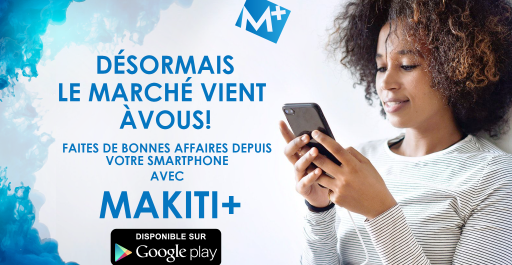 M+
DÉSORMAIS
LE MARCHÉ VIENT
ÀVOUS!
FAITES DE BONNES AFFAIRES DEPUIS
VOTRE SMARTPHONE
AVEC
MAKITI+
DISPONIBLE SUR
Google play